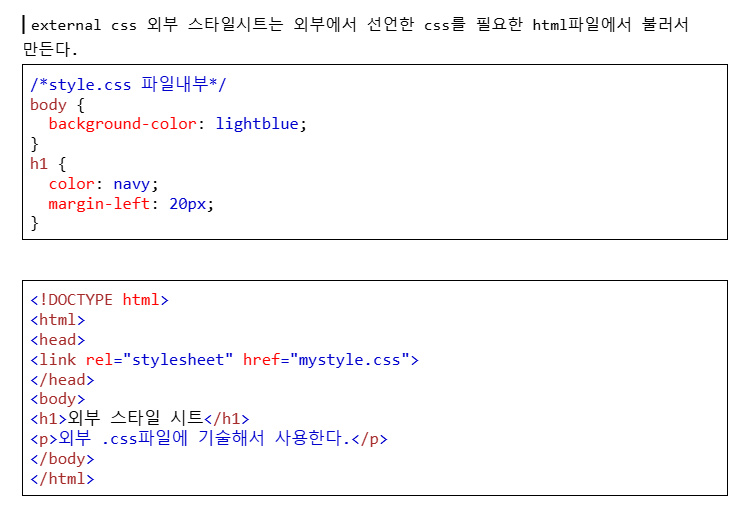 external css 외부 스타일시트는 외부에서 선언한 css를 필요한 html파일에서 불러서
만든다.
/*style.css 파일내부*/
body {
  background-color: lightblue;
}
h1 {
  color: navy;
  margin-left: 20px;
}
<!DOCTYPE html>
<html>
<head>
<link rel="stylesheet" href="mystyle.css">
</head>
<body>
<h1>외부 스타일 시트</h1>
<p>외부 .css파일에 기술해서 사용한다.</p>
</body>
</html>